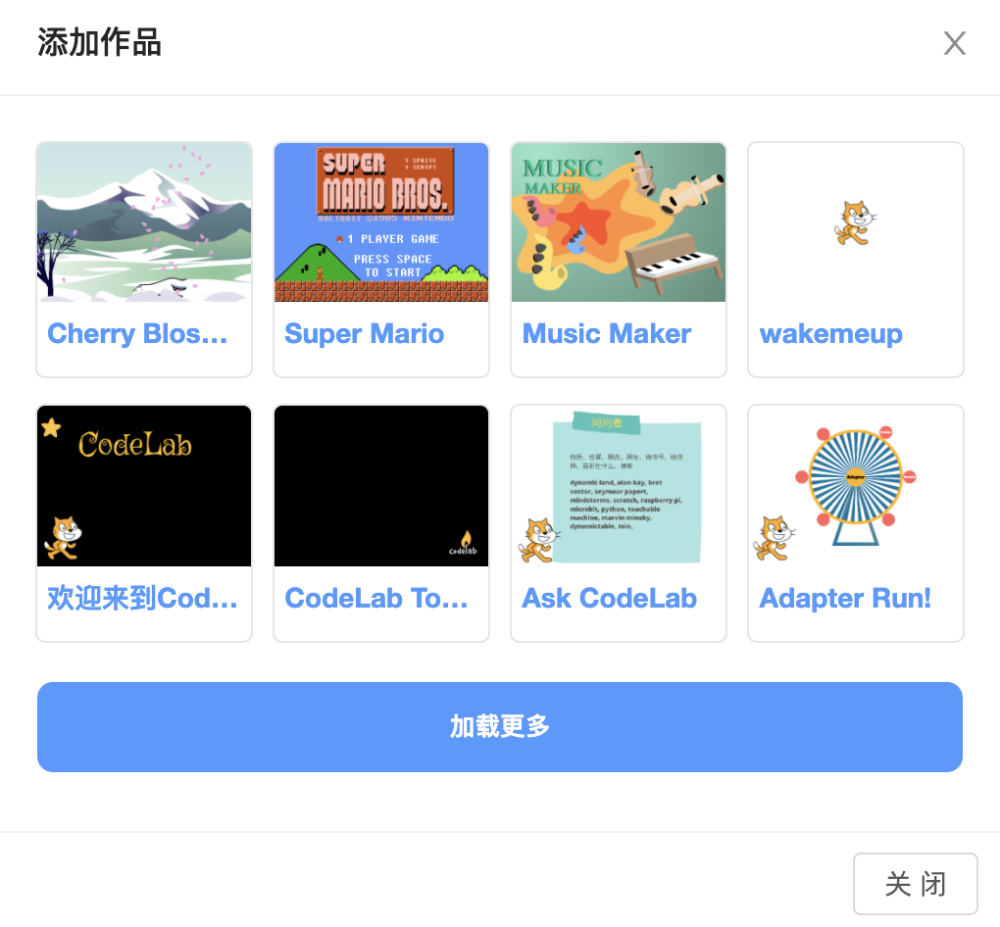 添加作品
SUPER
1 SPRITE
1 SCRIPT
MARIO BROS.
©1985 NINTENDO
1 PLAYER GAME
PRESS SPACE
TO START
MUSIC
MAKER
Cherry Blos...
Super Mario
Music Maker
wakemeup
CodeLab
codelab
问问看
dynamic land, alan kay, bret
vector, seymour papert,
mindstorms, scratch, raspberry pi,
microbit, python, teachable
machine, marvin minsky,
dynamictable, toio,
Adapter
欢迎来到Cod...
CodeLab To...
Ask CodeLab
Adapter Run!
加载更多
关 闭